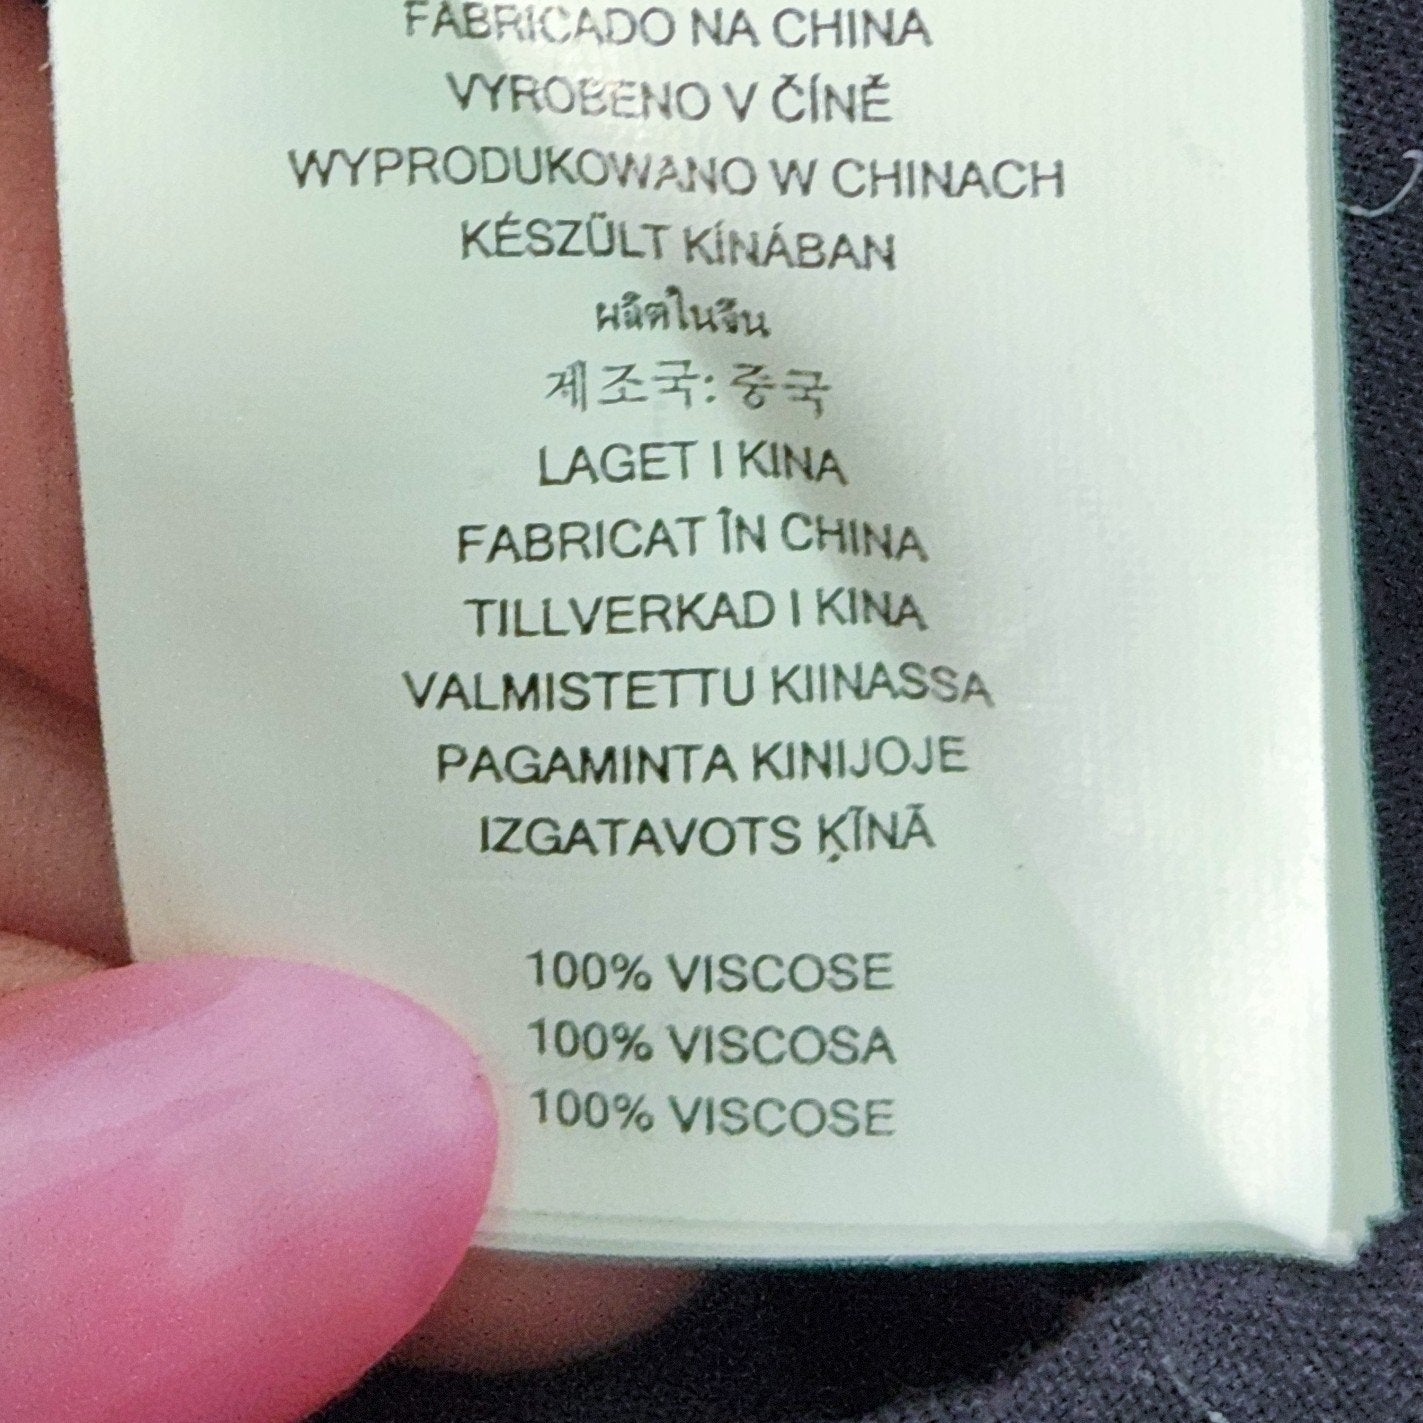 FABRICADO NA CHINA
VYROBENO V ČÍNĚ
WYPRODUKOWANO W CHINACH
KÉSZÜLT KÍNÁBAN
ผลิตในจีน
제조국: 중국
LAGET I KINA
FABRICAT ÎN CHINA
TILLVERKAD I KINA
VALMISTETTU KIINASSA
PAGAMINTA KINIJOJE
IZGATAVOTS ĶĪNĀ
100% VISCOSE
100% VISCOSA
100% VISCOSE